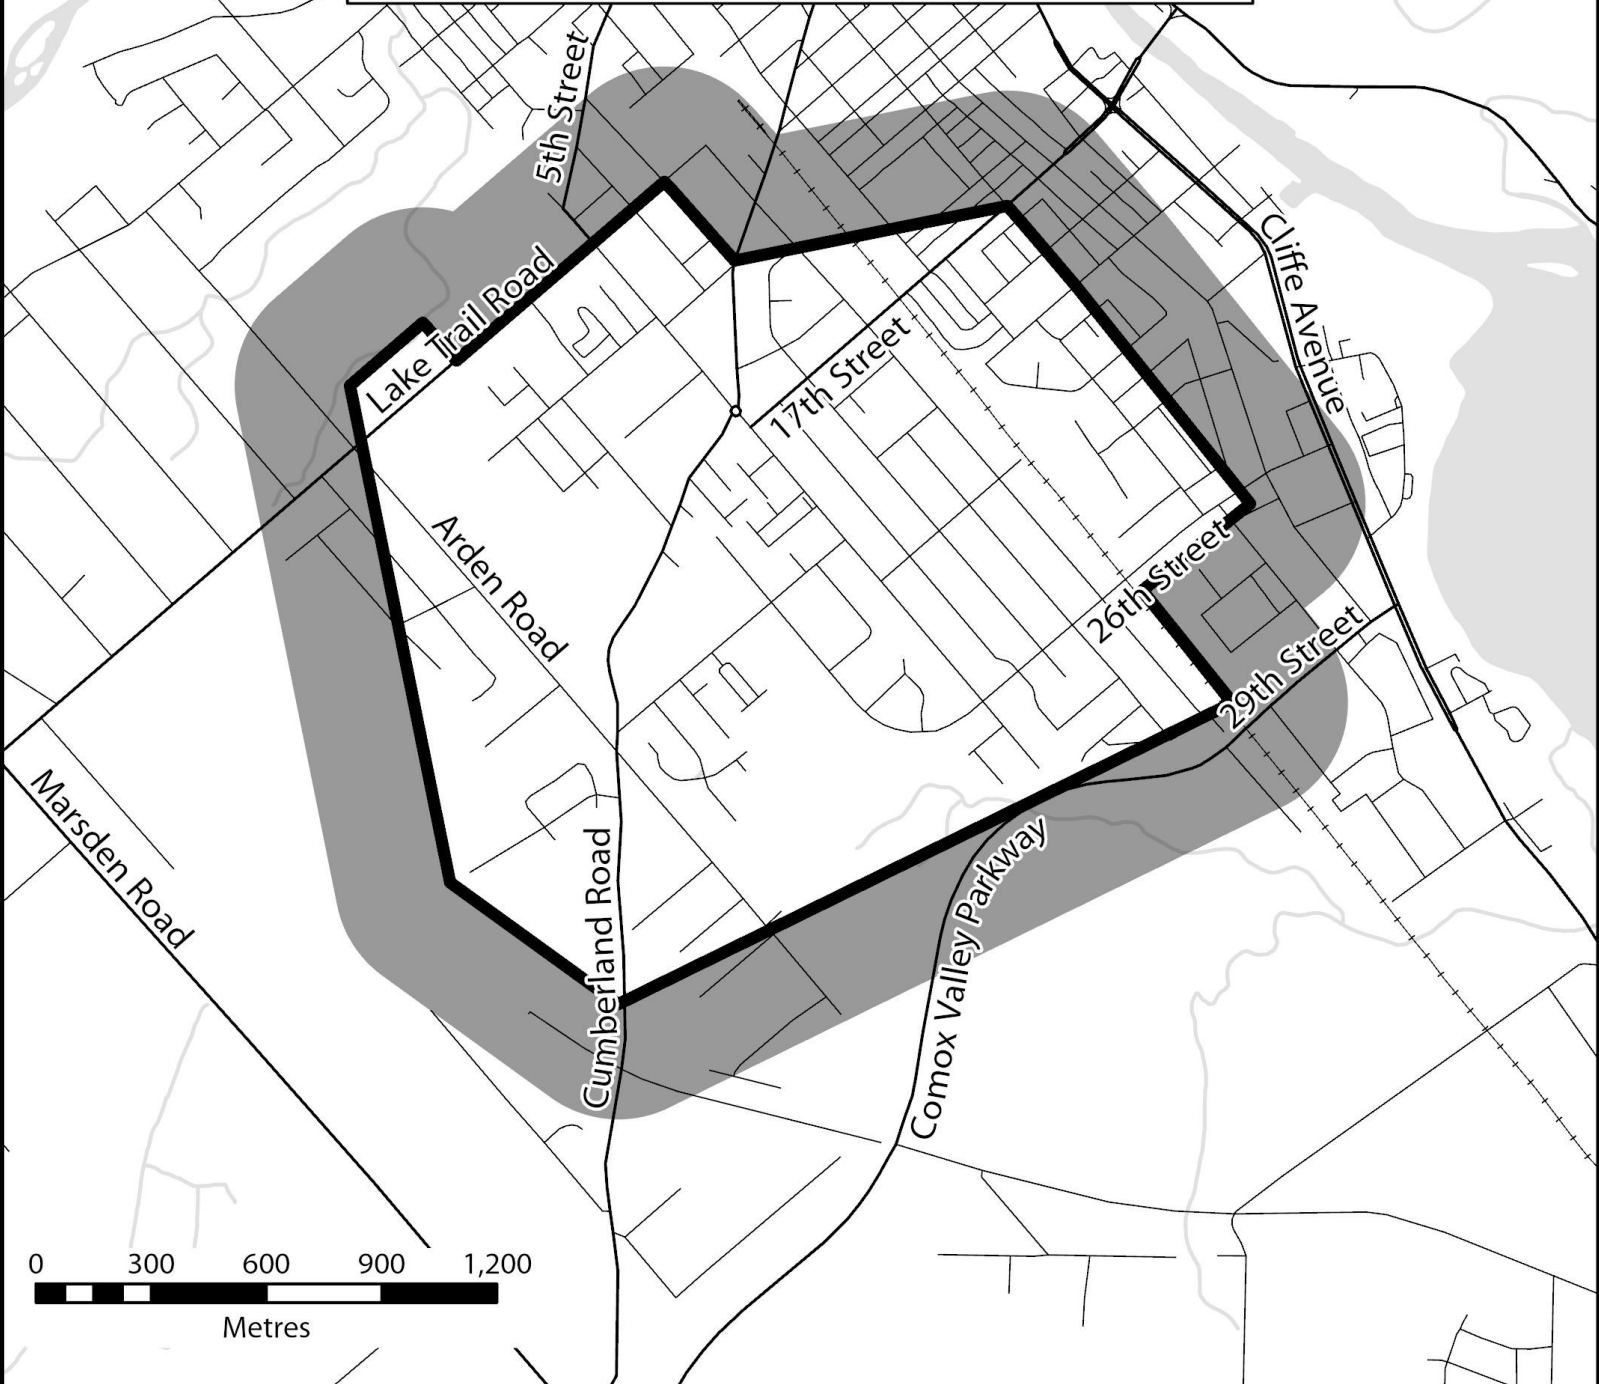 5th Street
Cliffe Avenue
Lake Trail Road
17th Street
Arden Road
26th Street
29th Street
Marsden Road
Cumberland Road
Comox Valley Parkway
0 300 600 900 1,200
Metres